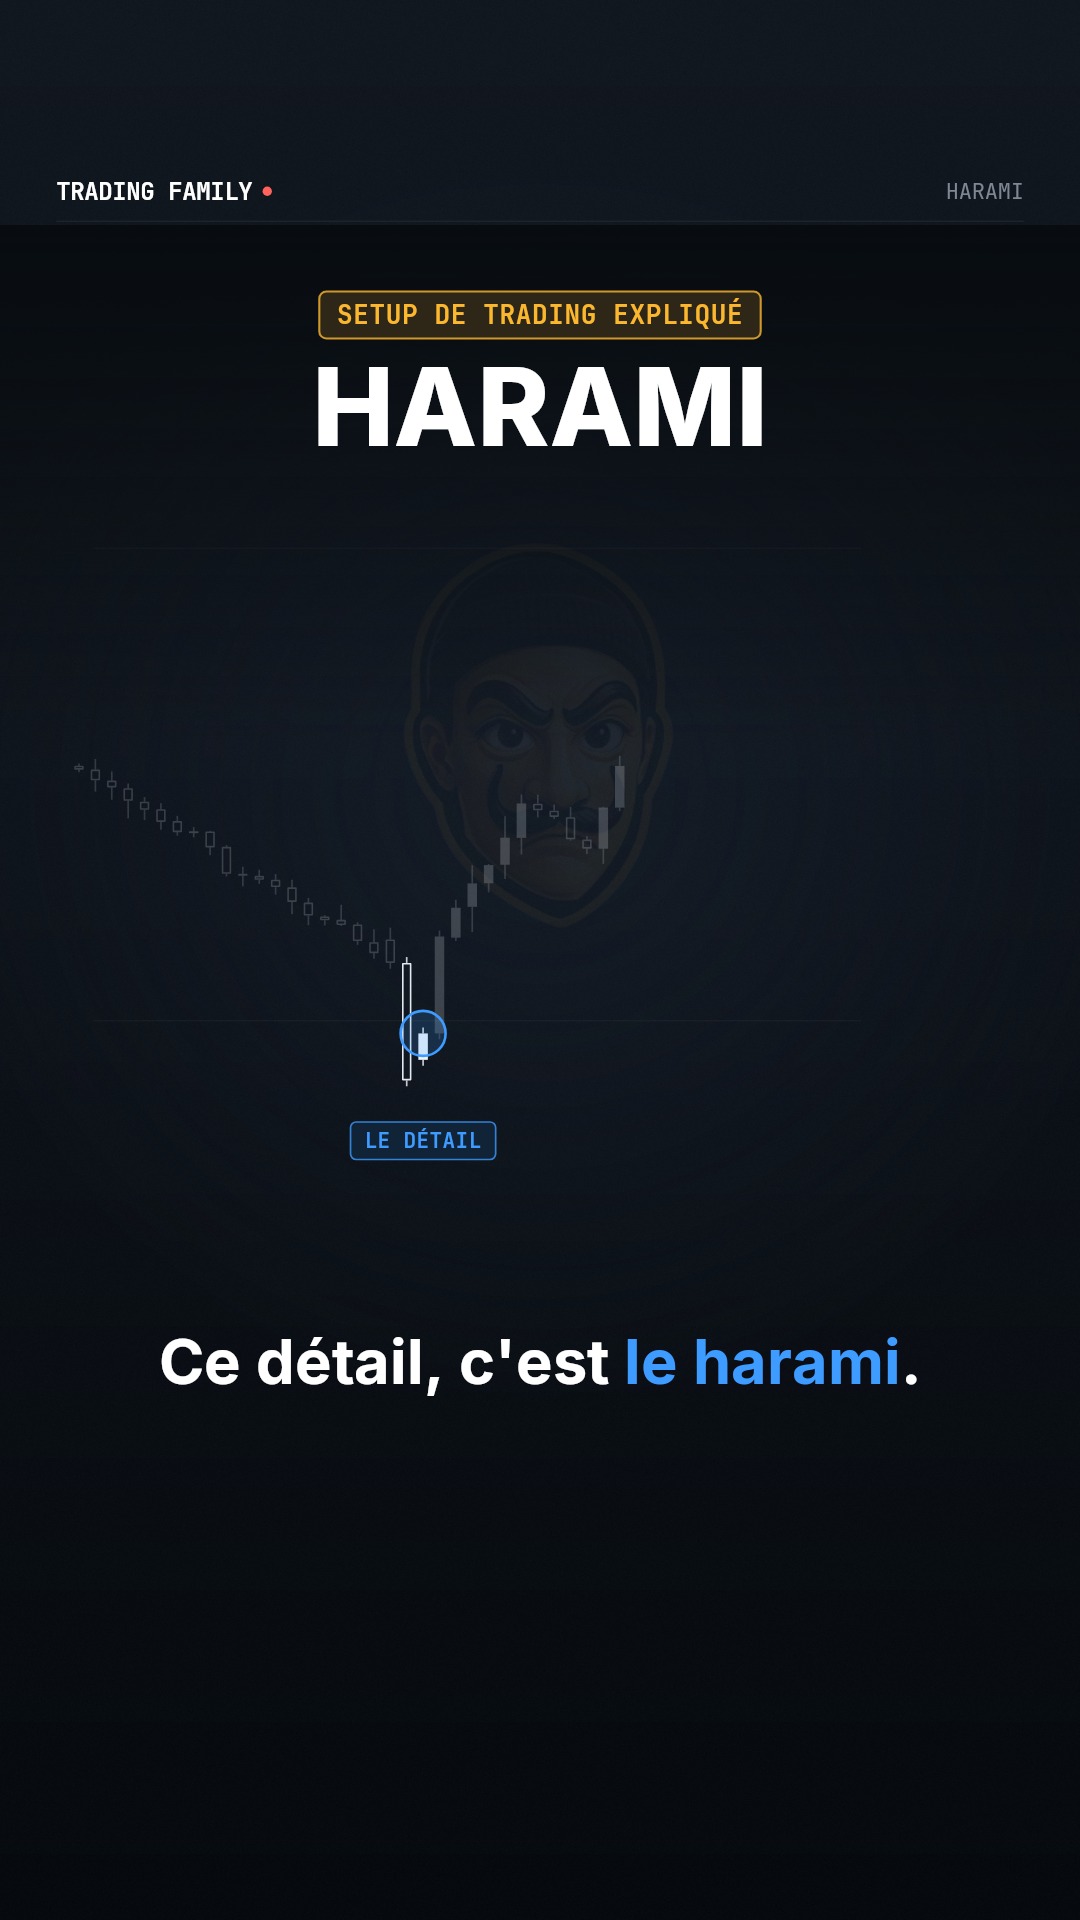 TRADING FAMILY
HARAMI
SETUP DE TRADING EXPLIQUÉ
HARAMI
LE DÉTAIL
Ce détail, c'est le harami.